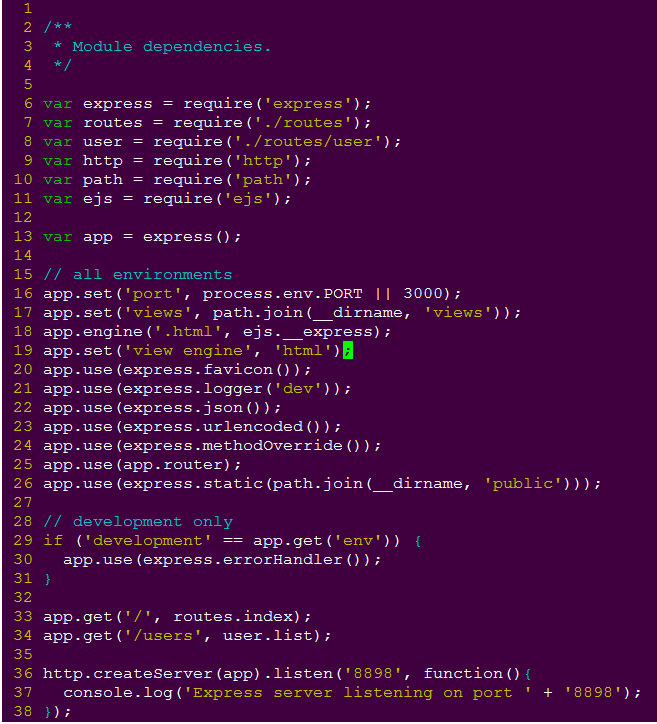 1
2 /**
3  * Module dependencies.
4  */
5
6 var express = require('express');
7 var routes = require('./routes');
8 var user = require('./routes/user');
9 var http = require('http');
10 var path = require('path');
11 var ejs = require('ejs');
12
13 var app = express();
14
15 // all environments
16 app.set('port', process.env.PORT || 3000);
17 app.set('views', path.join(__dirname, 'views'));
18 app.engine('.html', ejs.__express);
19 app.set('view engine', 'html');
20 app.use(express.favicon());
21 app.use(express.logger('dev'));
22 app.use(express.json());
23 app.use(express.urlencoded());
24 app.use(express.methodOverride());
25 app.use(app.router);
26 app.use(express.static(path.join(__dirname, 'public')));
27
28 // development only
29 if ('development' == app.get('env')) {
30   app.use(express.errorHandler());
31 }
32
33 app.get('/', routes.index);
34 app.get('/users', user.list);
35
36 http.createServer(app).listen('8898', function(){
37   console.log('Express server listening on port ' + '8898');
38 });